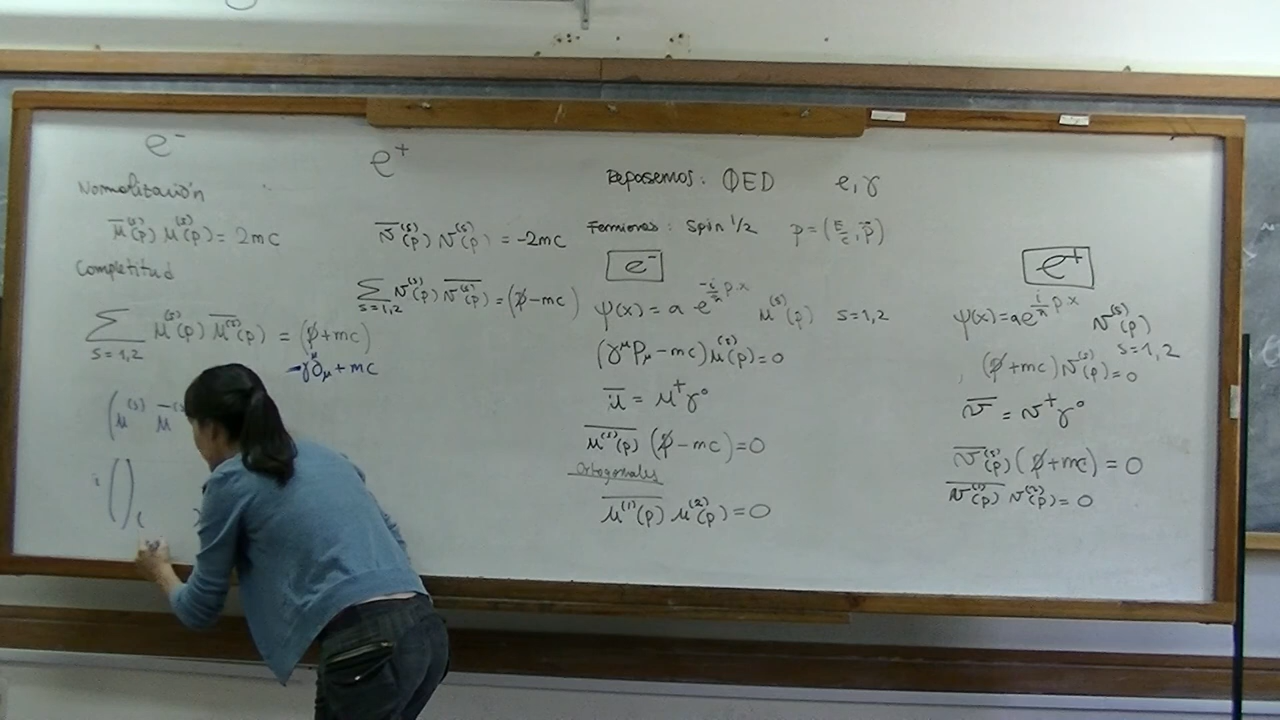 e⁻
Normalización
ū⁽ˢ⁾(p) u⁽ˢ⁾(p) = 2mc
Completitud
∑ s=1,2 u⁽ˢ⁾(p) ū⁽ˢ⁾(p) = (p̸+mc)
γ^μ ∂_μ + mc
(u⁽ˢ⁾ ū⁽ˢ
i ( )
e⁺
v̄⁽ˢ⁾(p) v⁽ˢ⁾(p) = -2mc
∑ s=1,2 v⁽ˢ⁾(p) v̄⁽ˢ⁾(p) = (p̸-mc)
Repasemos: QED e, γ
Fermiones: Spin 1/2 p = (E/c, p⃗)
e⁻
ψ(x) = a e^(-i/ħ p·x) u⁽ˢ⁾(p) s=1,2
(γ^μ p_μ - mc) u⁽ˢ⁾(p) = 0
ū = u⁺γ⁰
ū⁽ˢ⁾(p) (p̸ - mc) = 0
Ortogonales
ū⁽¹⁾(p) u⁽²⁾(p) = 0
e⁺
ψ(x) = a e^(i/ħ p·x) v⁽ˢ⁾(p)
s=1,2
(p̸+mc) v⁽ˢ⁾(p) = 0
v̄ = v⁺γ⁰
v̄⁽ˢ⁾(p) (p̸+mc) = 0
v̄⁽¹⁾(p) v⁽²⁾(p) = 0